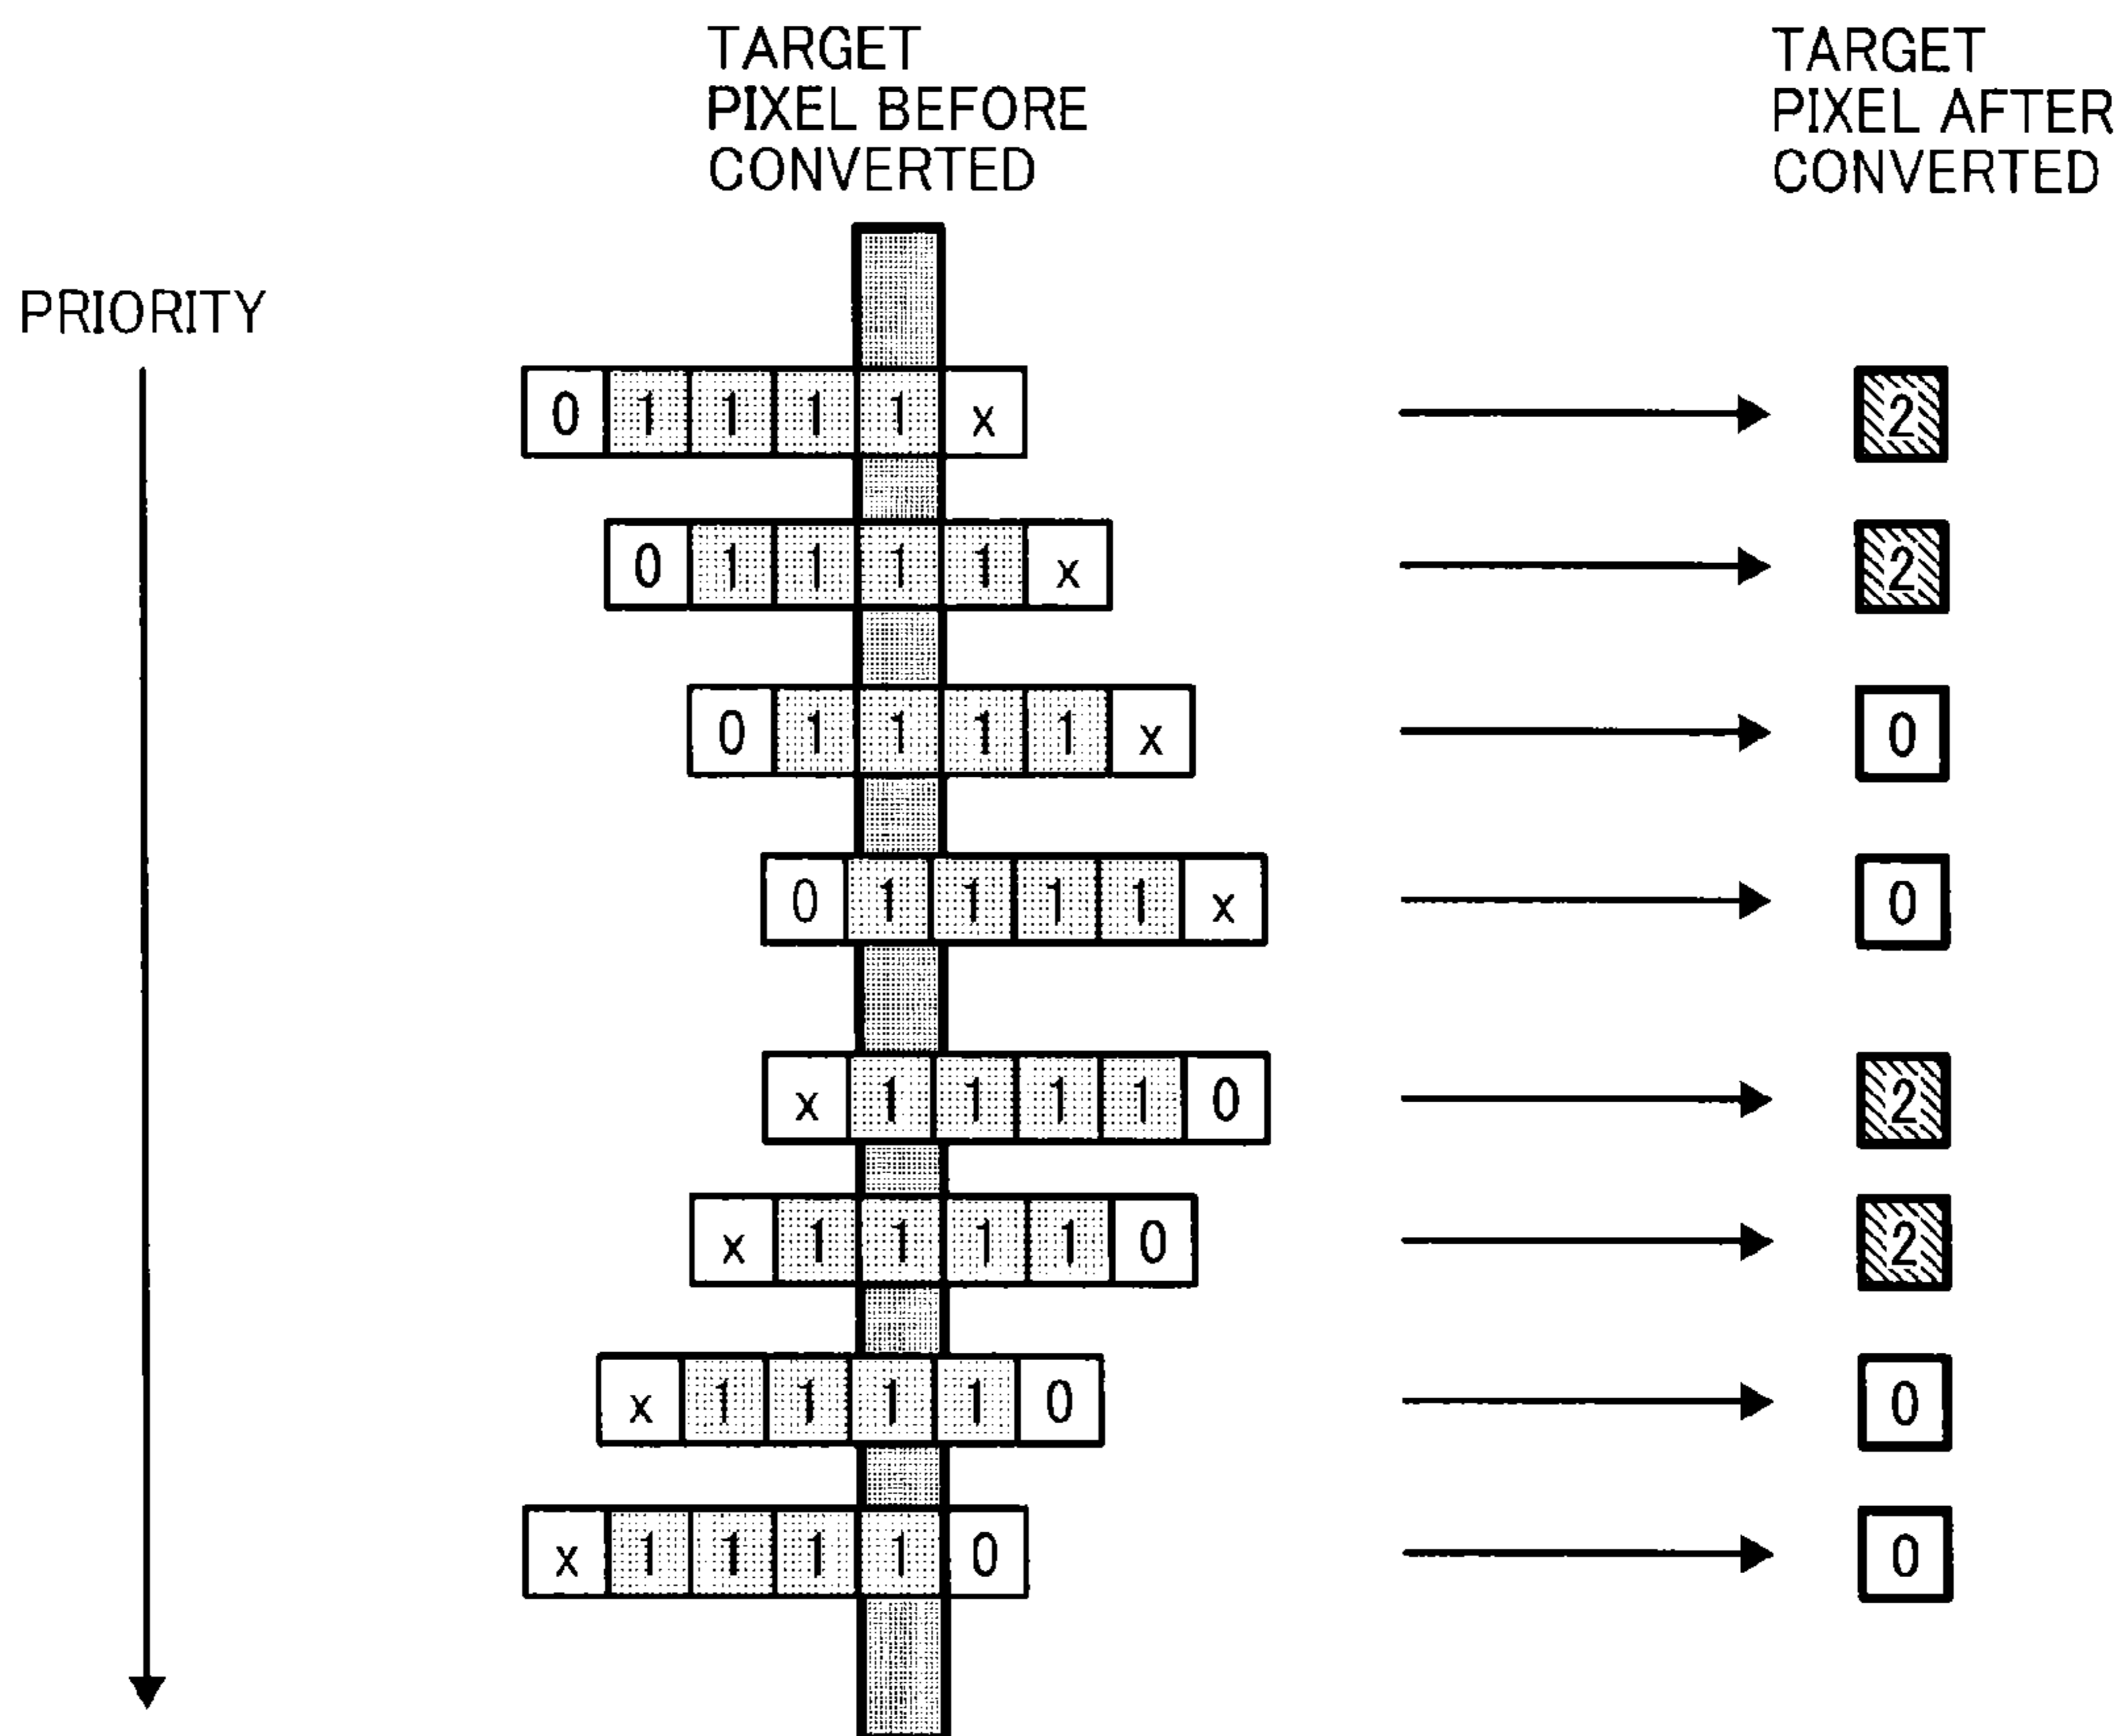 TARGET
PIXEL BEFORE
CONVERTED
TARGET
PIXEL AFTER
CONVERTED
PRIORITY
0 1 1 1 1 x 2
0 1 1 1 1 x 2
0 1 1 1 1 x 0
0 1 1 1 1 x 0
x 1 1 1 1 0 2
x 1 1 1 1 0 2
x 1 1 1 1 0 0
x 1 1 1 1 0 0